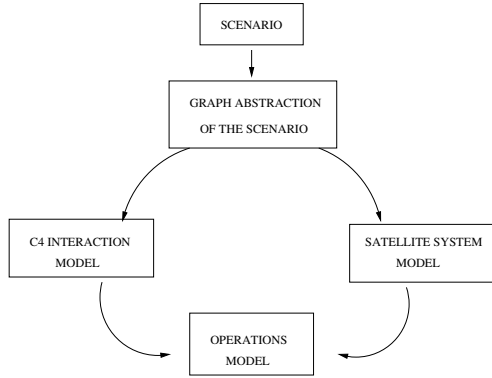 SCENARIO
GRAPH ABSTRACTION
OF THE SCENARIO
C4 INTERACTION
MODEL
SATELLITE SYSTEM
MODEL
OPERATIONS
MODEL